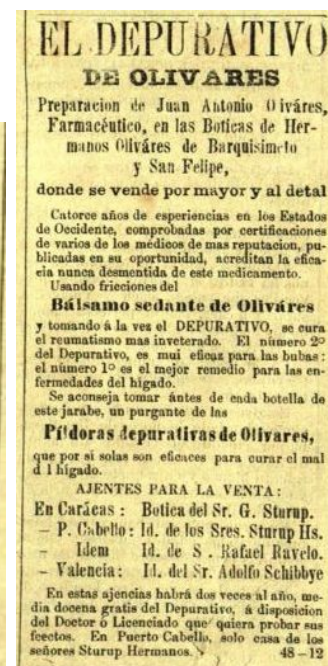 EL DEPURATIVO
DE OLIVARES
Preparacion de Juan Antonio Oliváres,
Farmacéutico, en las Boticas de Her-
manos Oliváres de Barquisimeto
y San Felipe,
donde se vende por mayor y al detal
Catorce años de esperiencias en los Estados
de Occidente, comprobadas por certificaciones
de varios de los médicos de mas reputacion, pu-
blicadas en su oportunidad, acreditan la efica-
cia nunca desmentida de este medicamento.
Usando fricciones del
Bálsamo sedante de Oliváres
y tomando á la vez el DEPURATIVO, se cura
el reumatismo mas inveterado. El número 2º
del Depurativo, es mui eficaz para las bubas:
el número 1º es el mejor remedio para las en-
fermedades del hígado.
Se aconseja tomar ántes de cada botella de
este jarabe, un purgante de las
Píldoras depurativas de Olivares,
que por si solas son eficaces para curar el mal
d l hígado.
AJENTES PARA LA VENTA:
En Carácas: Botica del Sr. G. Sturup.
– P. Cabello: Id. de los Sres. Sturup Hs.
– Idem Id. de S . Rafael Ravelo.
– Valencia: Id. del Sr. Adolfo Schibbye
En estas ajencias habrá dos veces al año, me-
dia docena gratis del Depurativo, á disposicion
del Doctor ó Licenciado que quiera probar sus
feectos. En Puerto Cabello, solo casa de los
señores Sturup Hermanos. 48–12